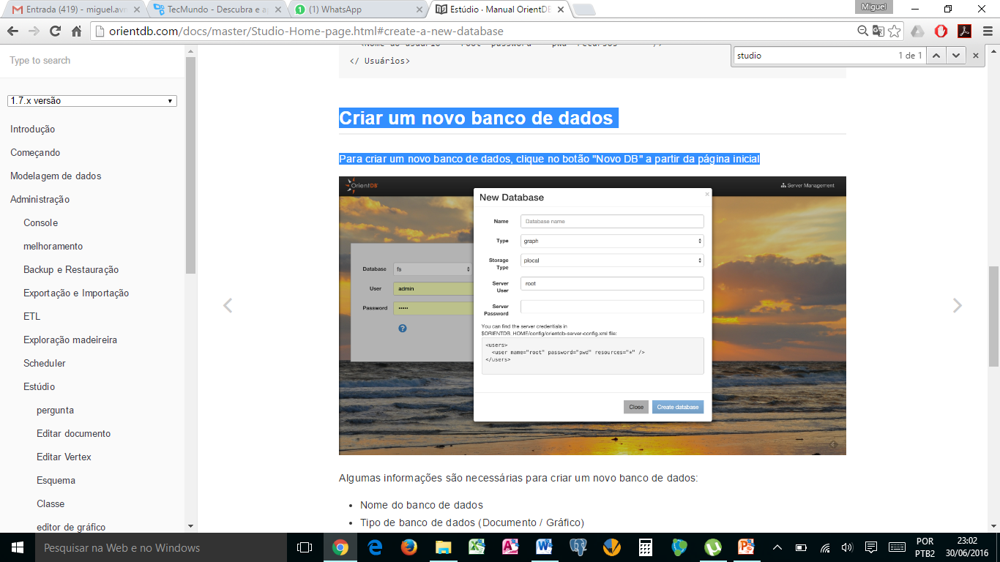 Entrada (419) - miguel.avn
TecMundo - Descubra e ap
(1) WhatsApp
Estúdio · Manual OrientDB
Miguel
orientdb.com/docs/master/Studio-Home-page.html#create-a-new-database
studio
1 de 1
Type to search
1.7.x versão
Introdução
Começando
Modelagem de dados
Administração
Console
melhoramento
Backup e Restauração
Exportação e Importação
ETL
Exploração madeireira
Scheduler
Estúdio
pergunta
Editar documento
Editar Vertex
Esquema
Classe
editor de gráfico
</ Usuários>
Criar um novo banco de dados
Para criar um novo banco de dados, clique no botão "Novo DB" a partir da página inicial
OrientDB
Server Management
Database
fs
User
admin
Password
•••••
?
New Database
Name
Database name
Type
graph
Storage
Type
plocal
Server
User
root
Server
Password
You can find the server credentials in
$ORIENTDB_HOME/config/orientdb-server-config.xml file:
<users>
<user name="root" password="pwd" resources="*" />
</users>
Close
Create database
Algumas informações são necessárias para criar um novo banco de dados:
• Nome do banco de dados
• Tipo de banco de dados (Documento / Gráfico)
Pesquisar na Web e no Windows
POR
PTB2
23:02
30/06/2016